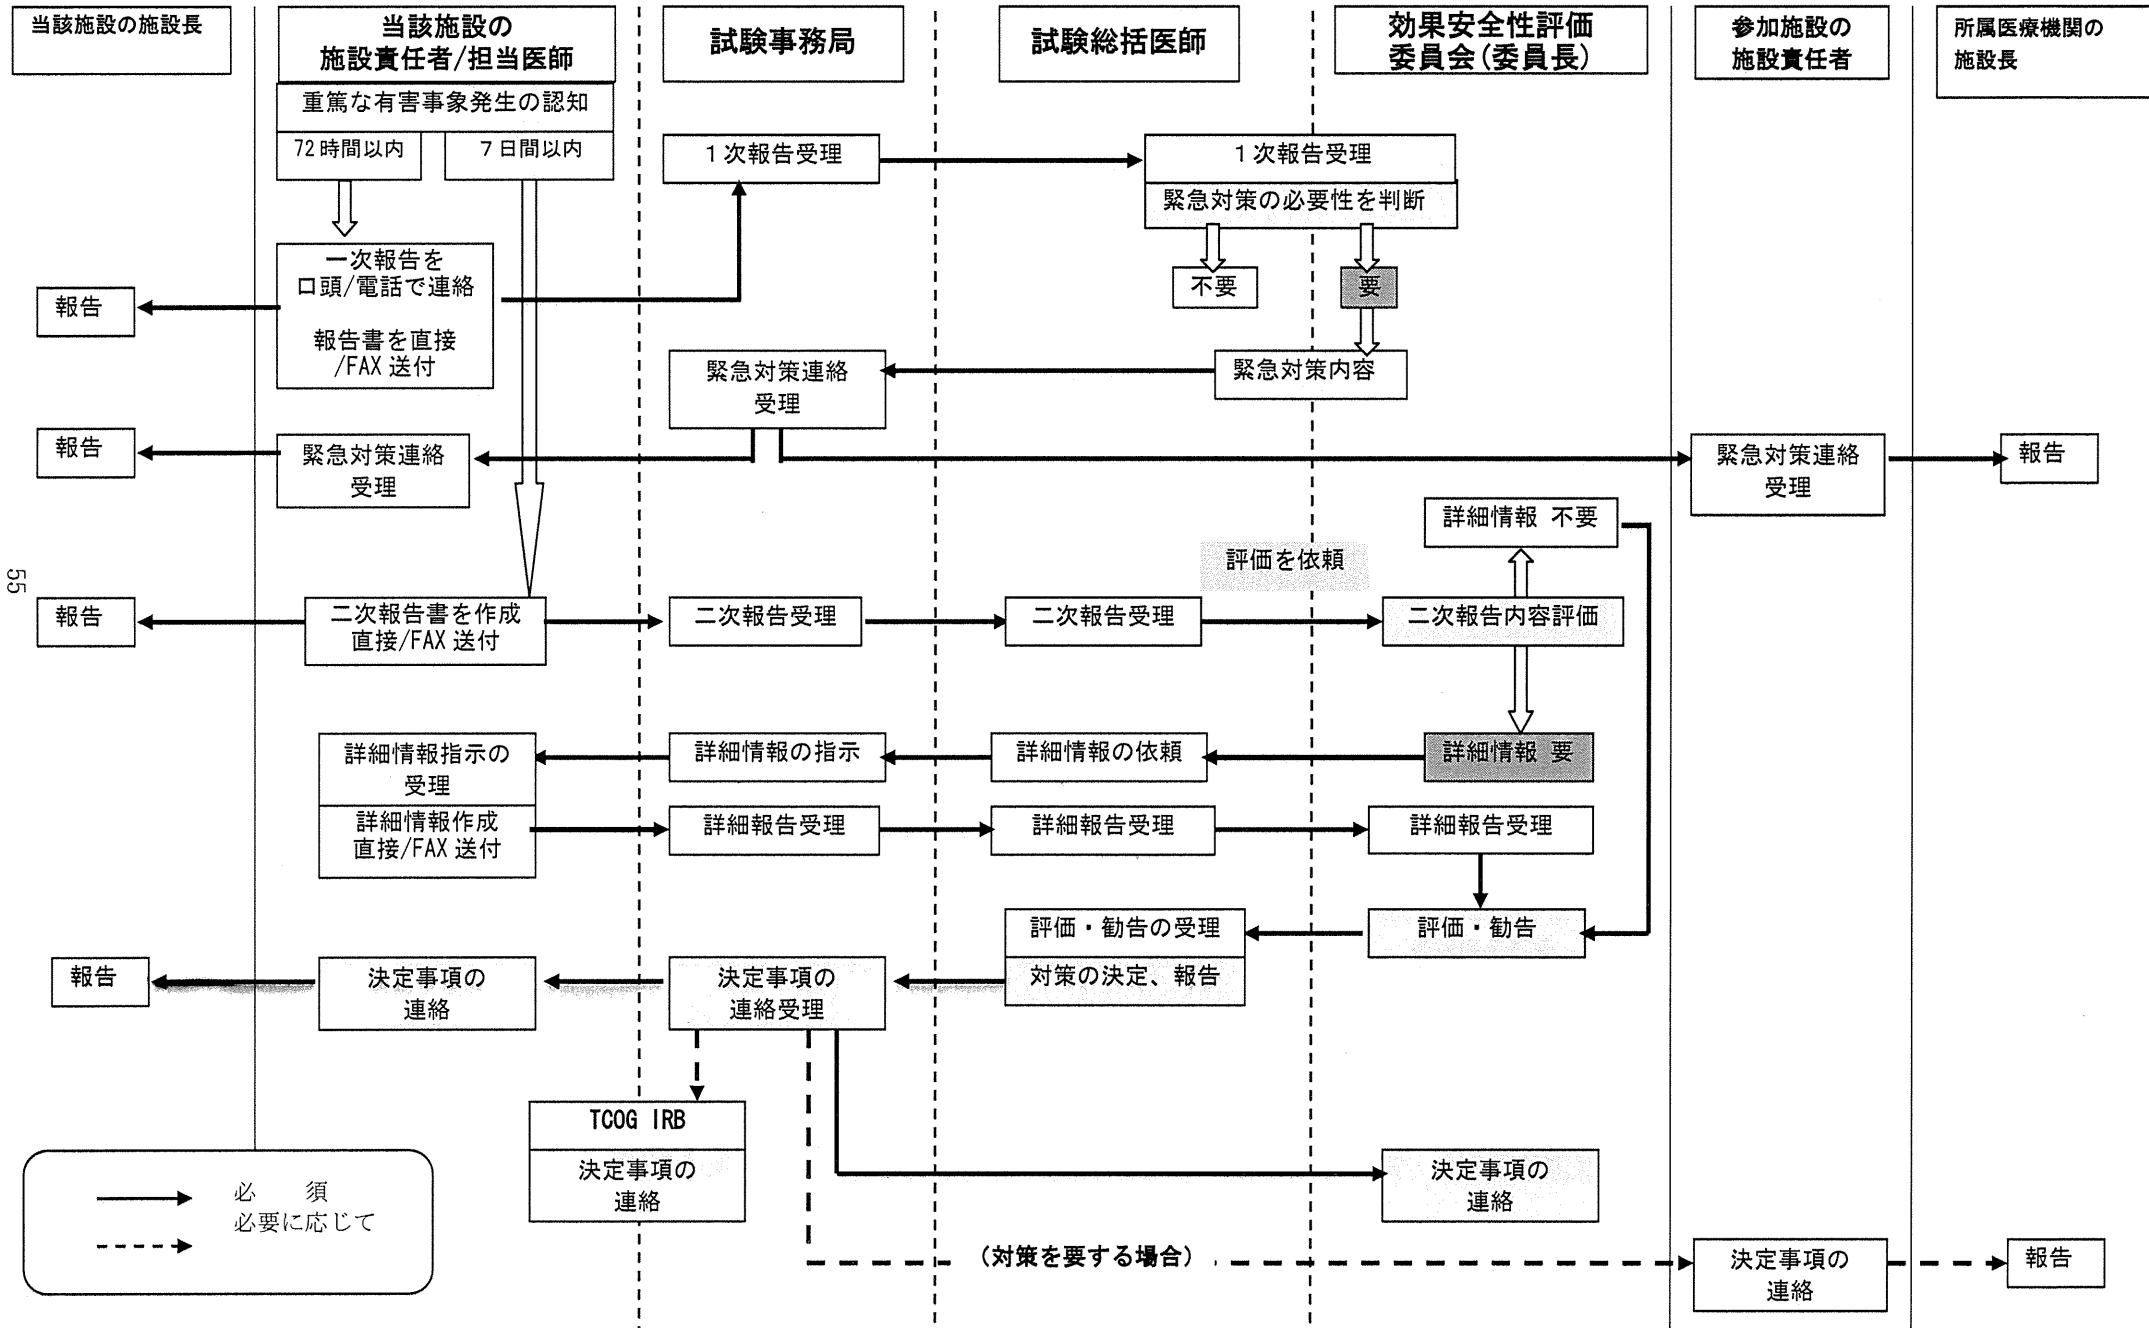 当該施設の施設長
当該施設の
施設責任者/担当医師
試験事務局
試験総括医師
効果安全性評価
委員会(委員長)
参加施設の
施設責任者
所属医療機関の
施設長
重篤な有害事象発生の認知
72時間以内
7日間以内
1次報告受理
1次報告受理
緊急対策の必要性を判断
不要
要
一次報告を
口頭/電話で連絡
報告書を直接
/FAX送付
報告
緊急対策連絡
受理
緊急対策内容
報告
緊急対策連絡
受理
緊急対策連絡
受理
報告
詳細情報 不要
評価を依頼
55
報告
二次報告書を作成
直接/FAX送付
二次報告受理
二次報告受理
二次報告内容評価
詳細情報指示の
受理
詳細情報の指示
詳細情報の依頼
詳細情報 要
詳細情報作成
直接/FAX送付
詳細報告受理
詳細報告受理
詳細報告受理
評価・勧告の受理
評価・勧告
対策の決定、報告
報告
決定事項の
連絡
決定事項の
連絡受理
TCOG IRB
決定事項の
連絡
決定事項の
連絡
必 須
必要に応じて
(対策を要する場合)
決定事項の
連絡
報告